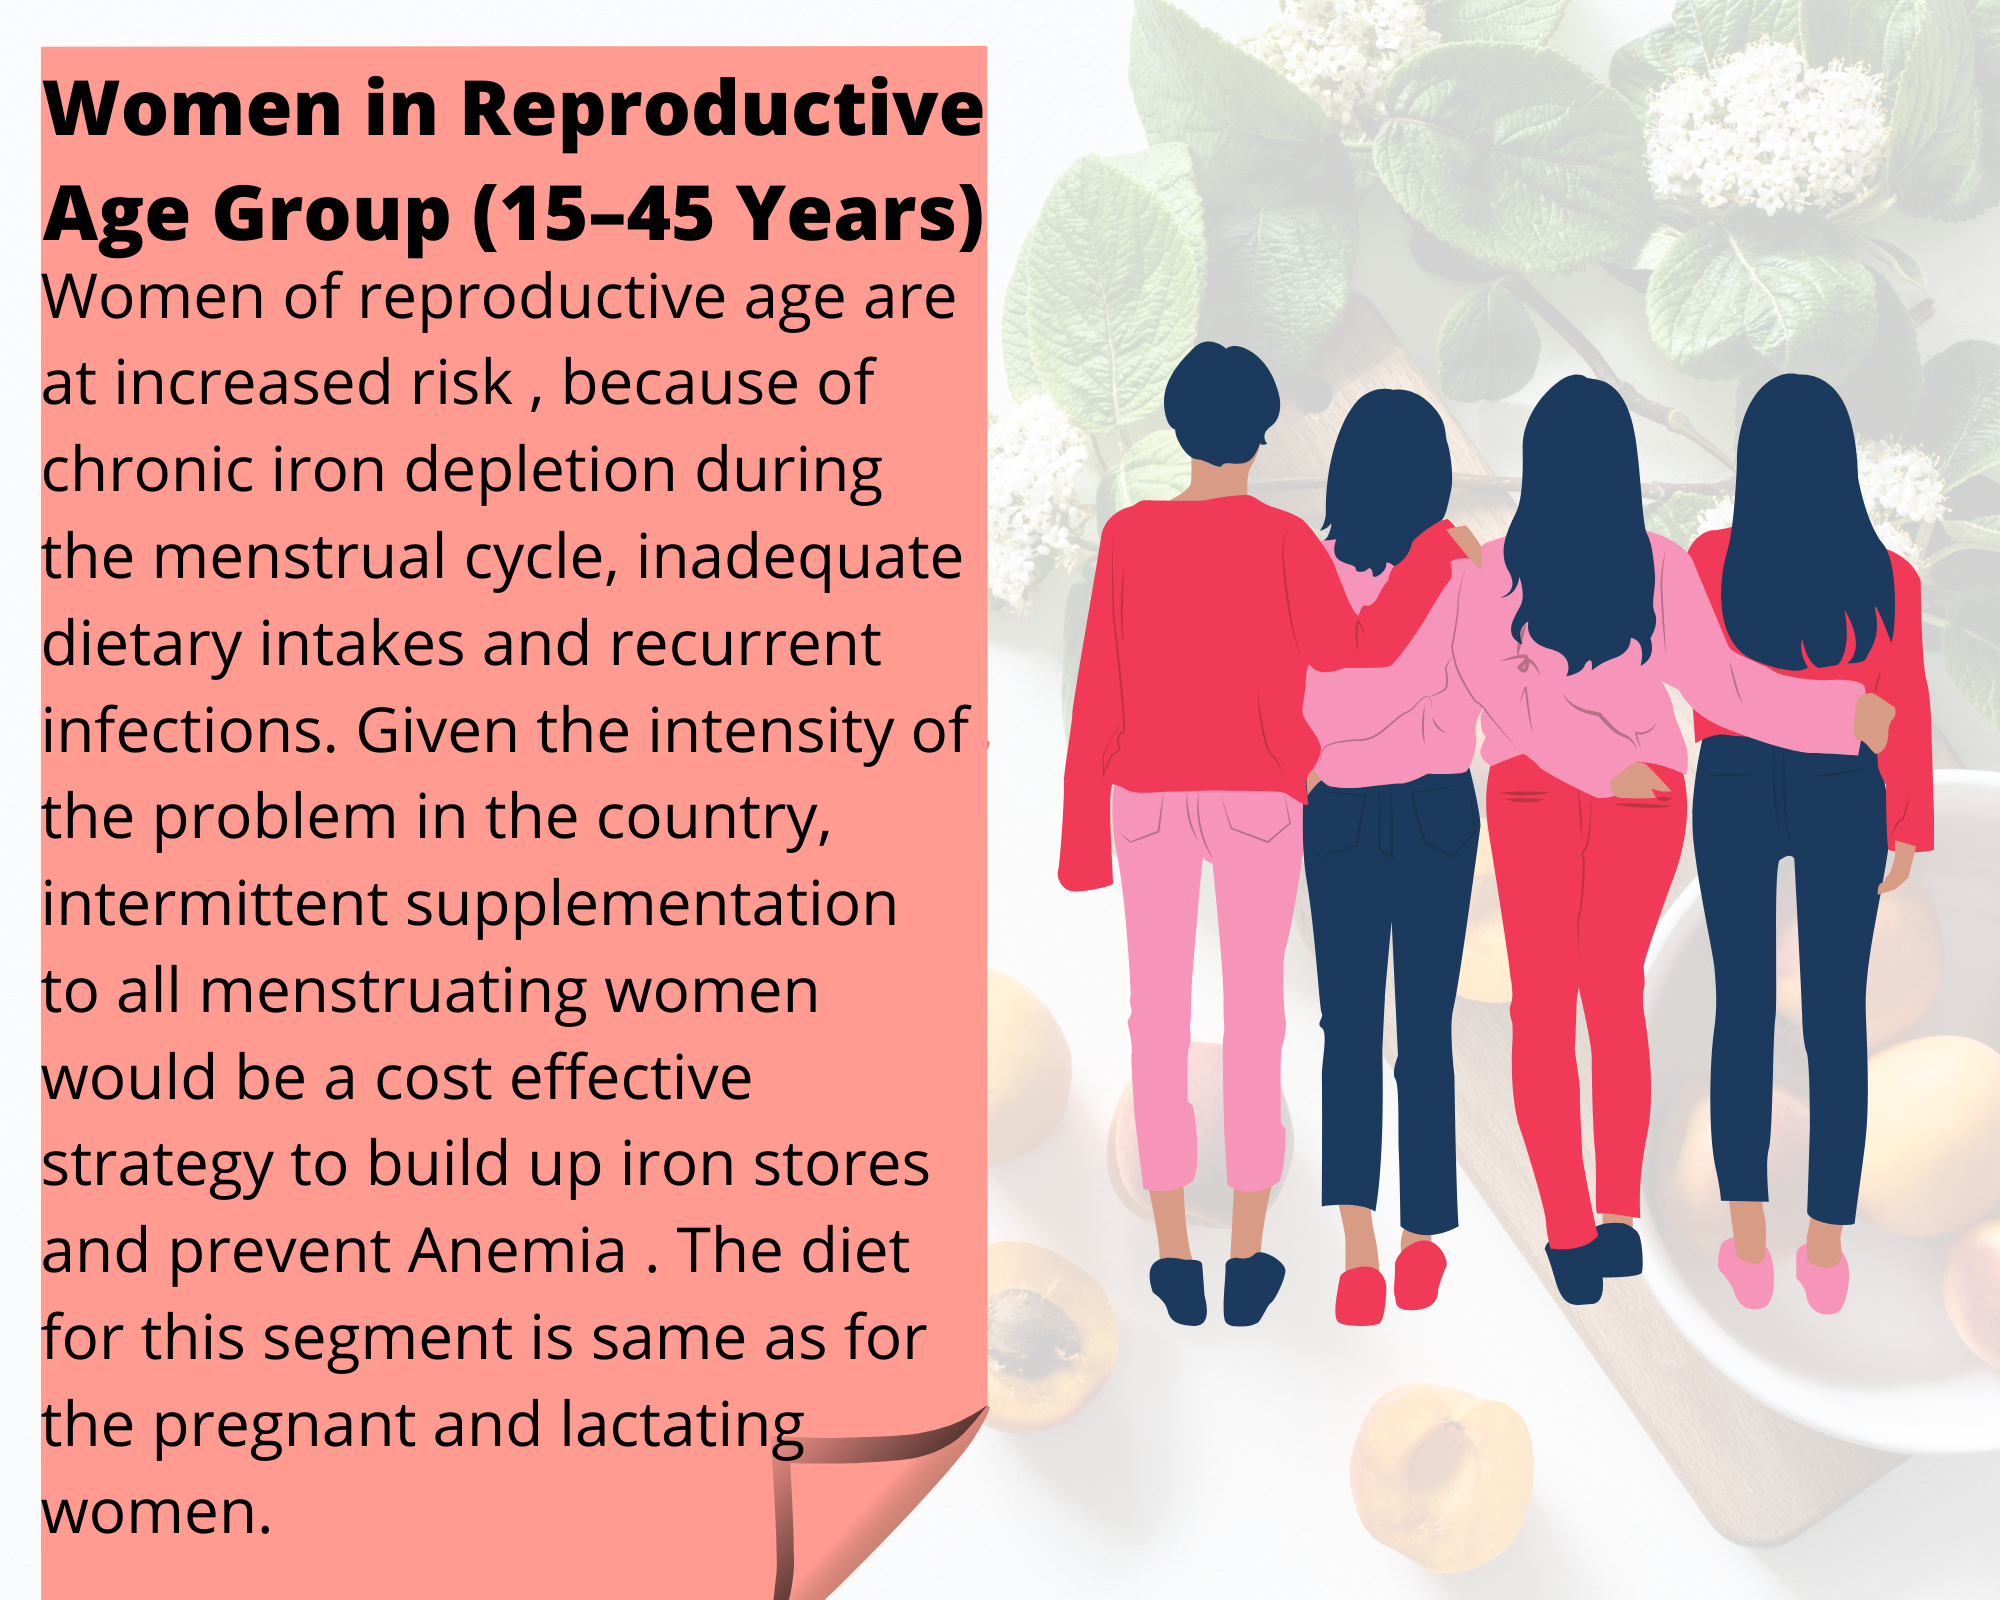 Women in Reproductive
Age Group (15–45 Years)
Women of reproductive age are
at increased risk , because of
chronic iron depletion during
the menstrual cycle, inadequate
dietary intakes and recurrent
infections. Given the intensity of
the problem in the country,
intermittent supplementation
to all menstruating women
would be a cost effective
strategy to build up iron stores
and prevent Anemia . The diet
for this segment is same as for
the pregnant and lactating
women.